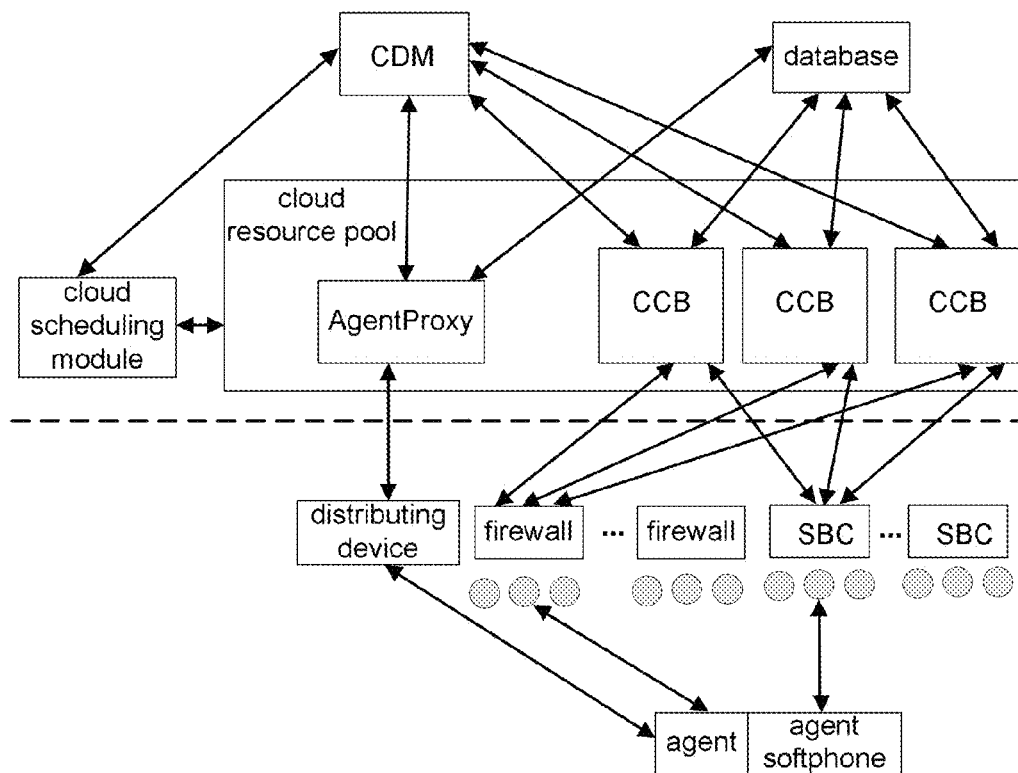 CDM
database
cloud
resource pool
cloud
scheduling
module
AgentProxy
CCB
CCB
CCB
distributing
device
firewall
...
firewall
SBC
...
SBC
agent
agent
softphone